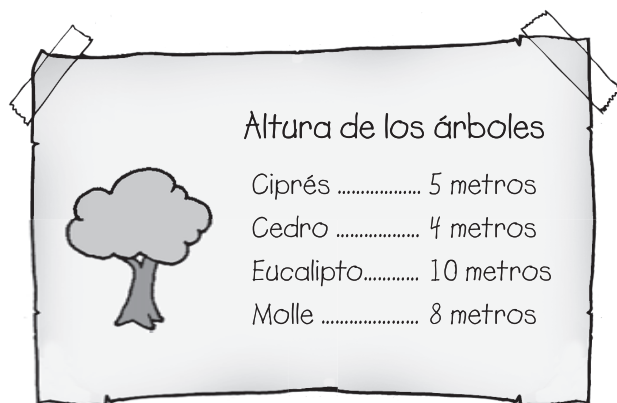 Altura de los árboles
Ciprés .................. 5 metros
Cedro .................. 4 metros
Eucalipto............ 10 metros
Molle ..................... 8 metros